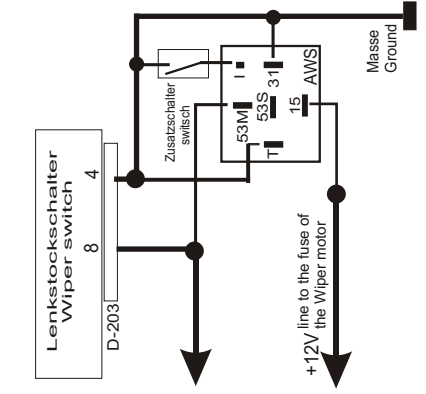 Lenkstockschalter
Wiper switch
4
8
D-203
Zusatzschalter
switsch
I
31
AWS
53M
53S
15
T
Masse
Ground
+12V line to the fuse of
the Wiper motor